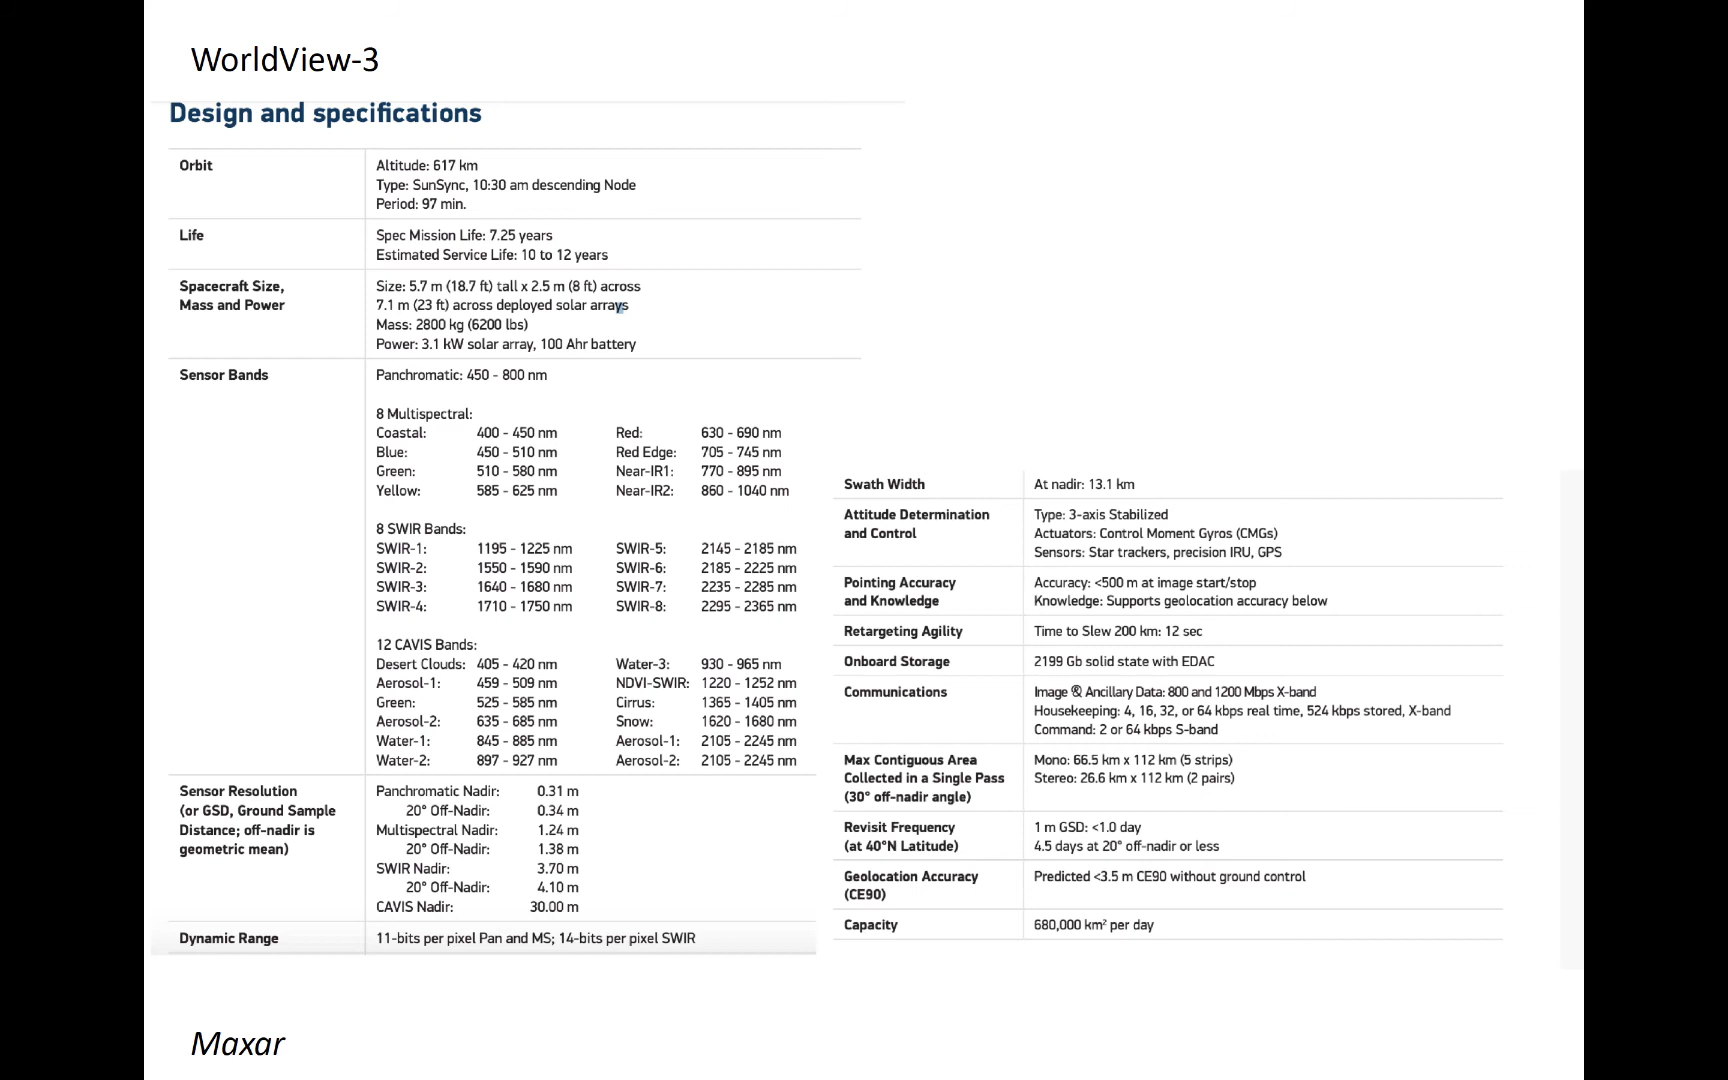 WorldView-3
Design and specifications
Orbit
Altitude: 617 km
Type: SunSync, 10:30 am descending Node
Period: 97 min.
Life
Spec Mission Life: 7.25 years
Estimated Service Life: 10 to 12 years
Spacecraft Size,
Mass and Power
Size: 5.7 m (18.7 ft) tall x 2.5 m (8 ft) across
7.1 m (23 ft) across deployed solar arrays
Mass: 2800 kg (6200 lbs)
Power: 3.1 kW solar array, 100 Ahr battery
Sensor Bands
Panchromatic: 450 - 800 nm
8 Multispectral:
Coastal: 400 - 450 nm Red: 630 - 690 nm
Blue: 450 - 510 nm Red Edge: 705 - 745 nm
Green: 510 - 580 nm Near-IR1: 770 - 895 nm
Yellow: 585 - 625 nm Near-IR2: 860 - 1040 nm
8 SWIR Bands:
SWIR-1: 1195 - 1225 nm SWIR-5: 2145 - 2185 nm
SWIR-2: 1550 - 1590 nm SWIR-6: 2185 - 2225 nm
SWIR-3: 1640 - 1680 nm SWIR-7: 2235 - 2285 nm
SWIR-4: 1710 - 1750 nm SWIR-8: 2295 - 2365 nm
12 CAVIS Bands:
Desert Clouds: 405 - 420 nm Water-3: 930 - 965 nm
Aerosol-1: 459 - 509 nm NDVI-SWIR: 1220 - 1252 nm
Green: 525 - 585 nm Cirrus: 1365 - 1405 nm
Aerosol-2: 635 - 685 nm Snow: 1620 - 1680 nm
Water-1: 845 - 885 nm Aerosol-1: 2105 - 2245 nm
Water-2: 897 - 927 nm Aerosol-2: 2105 - 2245 nm
Sensor Resolution
(or GSD, Ground Sample
Distance; off-nadir is
geometric mean)
Panchromatic Nadir: 0.31 m
20° Off-Nadir: 0.34 m
Multispectral Nadir: 1.24 m
20° Off-Nadir: 1.38 m
SWIR Nadir: 3.70 m
20° Off-Nadir: 4.10 m
CAVIS Nadir: 30.00 m
Dynamic Range
11-bits per pixel Pan and MS; 14-bits per pixel SWIR
Swath Width
At nadir: 13.1 km
Attitude Determination
and Control
Type: 3-axis Stabilized
Actuators: Control Moment Gyros (CMGs)
Sensors: Star trackers, precision IRU, GPS
Pointing Accuracy
and Knowledge
Accuracy: <500 m at image start/stop
Knowledge: Supports geolocation accuracy below
Retargeting Agility
Time to Slew 200 km: 12 sec
Onboard Storage
2199 Gb solid state with EDAC
Communications
Image & Ancillary Data: 800 and 1200 Mbps X-band
Housekeeping: 4, 16, 32, or 64 kbps real time, 524 kbps stored, X-band
Command: 2 or 64 kbps S-band
Max Contiguous Area
Collected in a Single Pass
(30° off-nadir angle)
Mono: 66.5 km x 112 km (5 strips)
Stereo: 26.6 km x 112 km (2 pairs)
Revisit Frequency
(at 40°N Latitude)
1 m GSD: <1.0 day
4.5 days at 20° off-nadir or less
Geolocation Accuracy
(CE90)
Predicted <3.5 m CE90 without ground control
Capacity
680,000 km² per day
Maxar